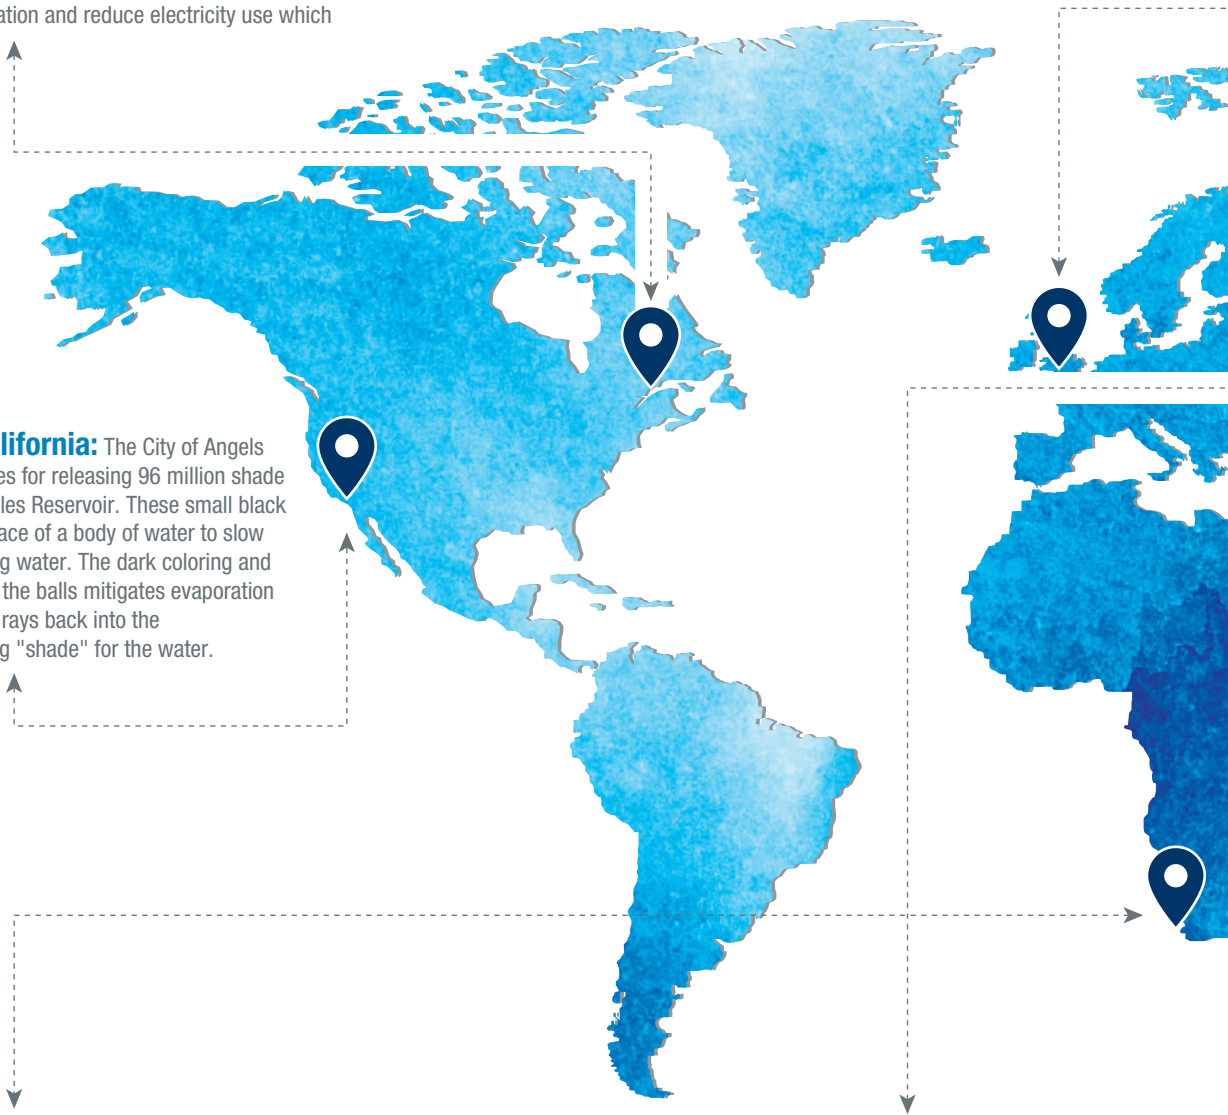 ation and reduce electricity use which
lifornia: The City of Angels
es for releasing 96 million shade
les Reservoir. These small black
ace of a body of water to slow
g water. The dark coloring and
the balls mitigates evaporation
rays back into the
g "shade" for the water.